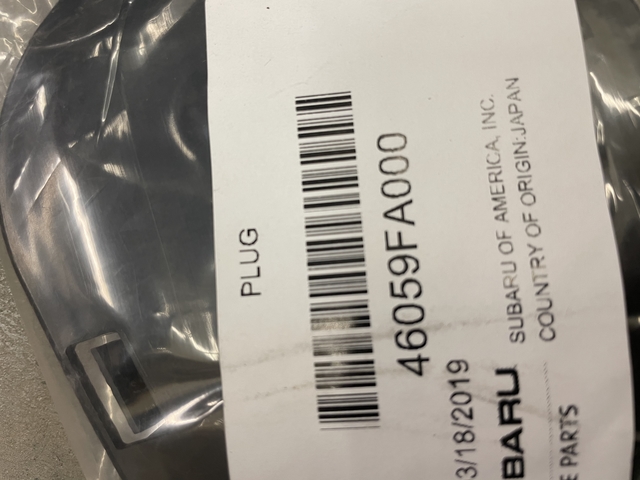 PLUG
46059FA000
3/18/2019
SUBARU OF AMERICA, INC.
COUNTRY OF ORIGIN:JAPAN
BARU
E PARTS